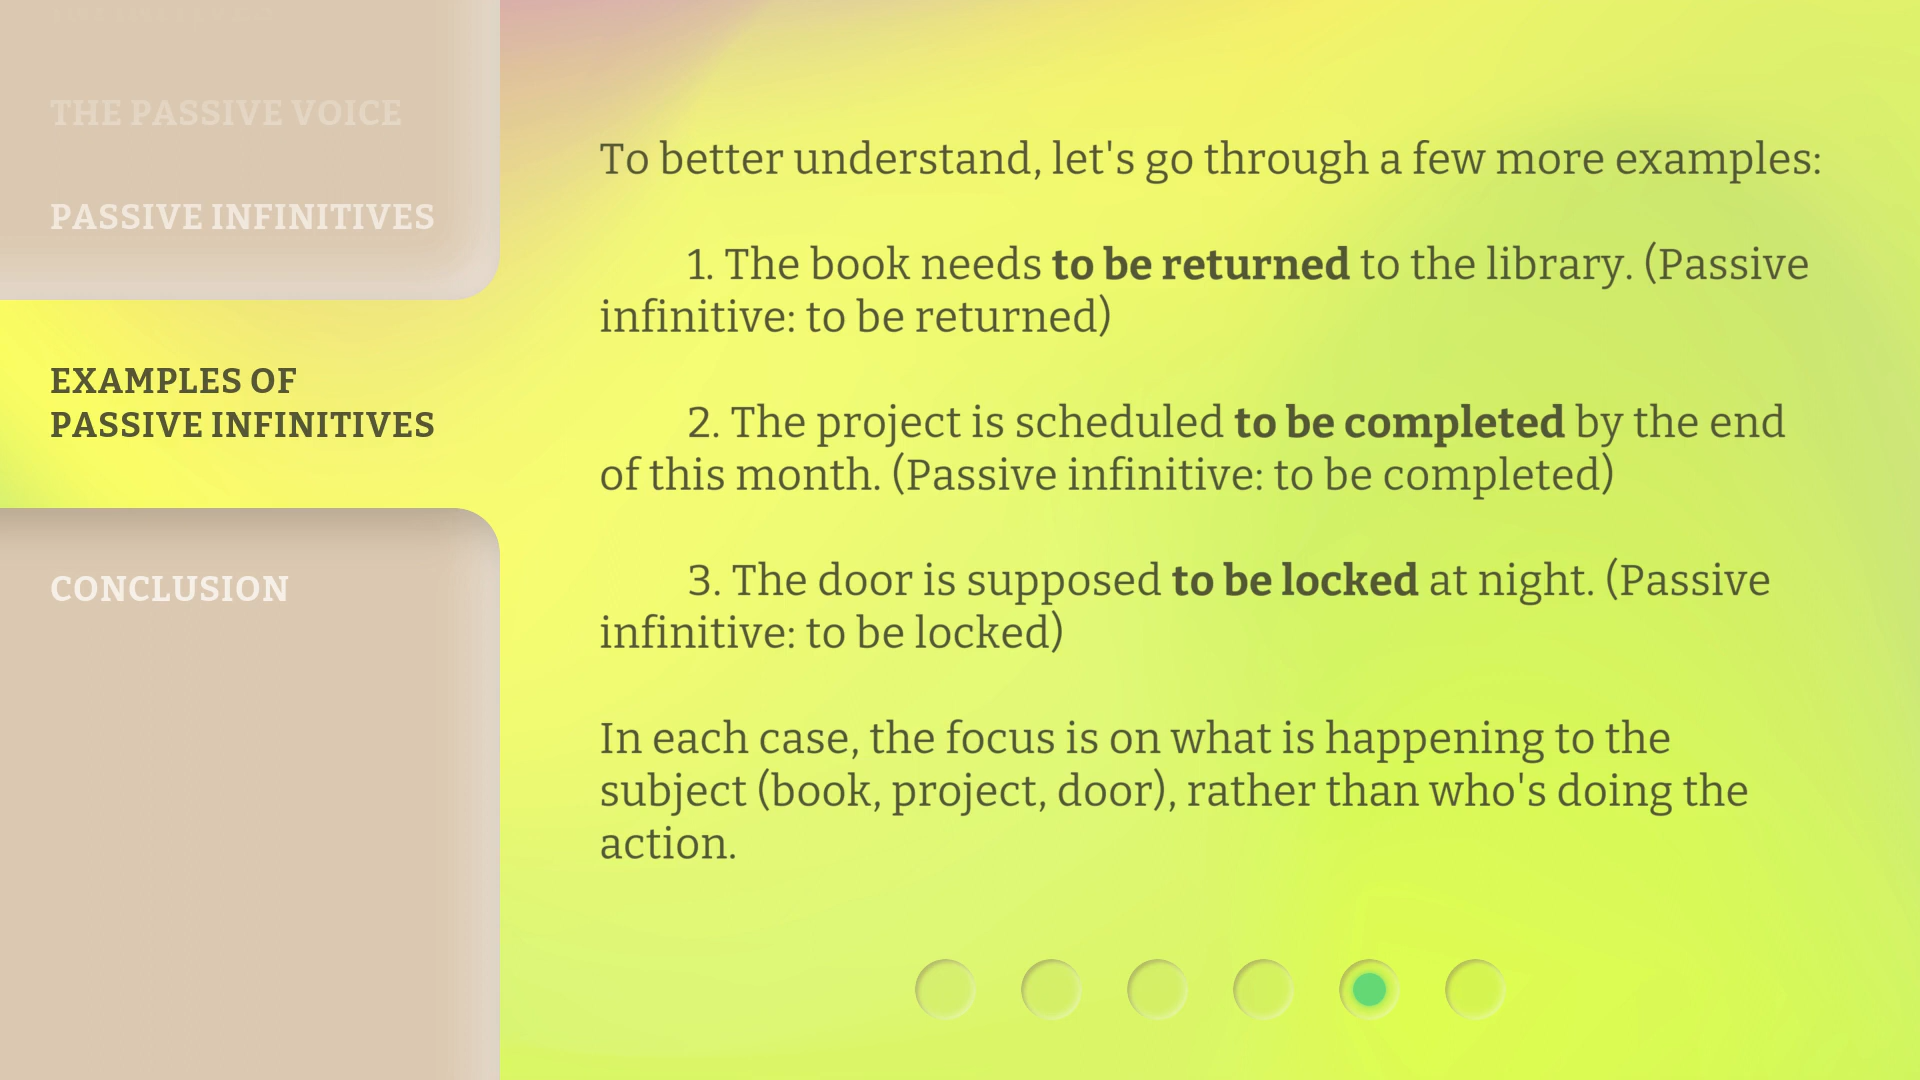 THE PASSIVE VOICE
PASSIVE INFINITIVES
EXAMPLES OF
PASSIVE INFINITIVES
CONCLUSION
To better understand, let's go through a few more examples:
1. The book needs to be returned to the library. (Passive
infinitive: to be returned)
2. The project is scheduled to be completed by the end
of this month. (Passive infinitive: to be completed)
3. The door is supposed to be locked at night. (Passive
infinitive: to be locked)
In each case, the focus is on what is happening to the
subject (book, project, door), rather than who's doing the
action.